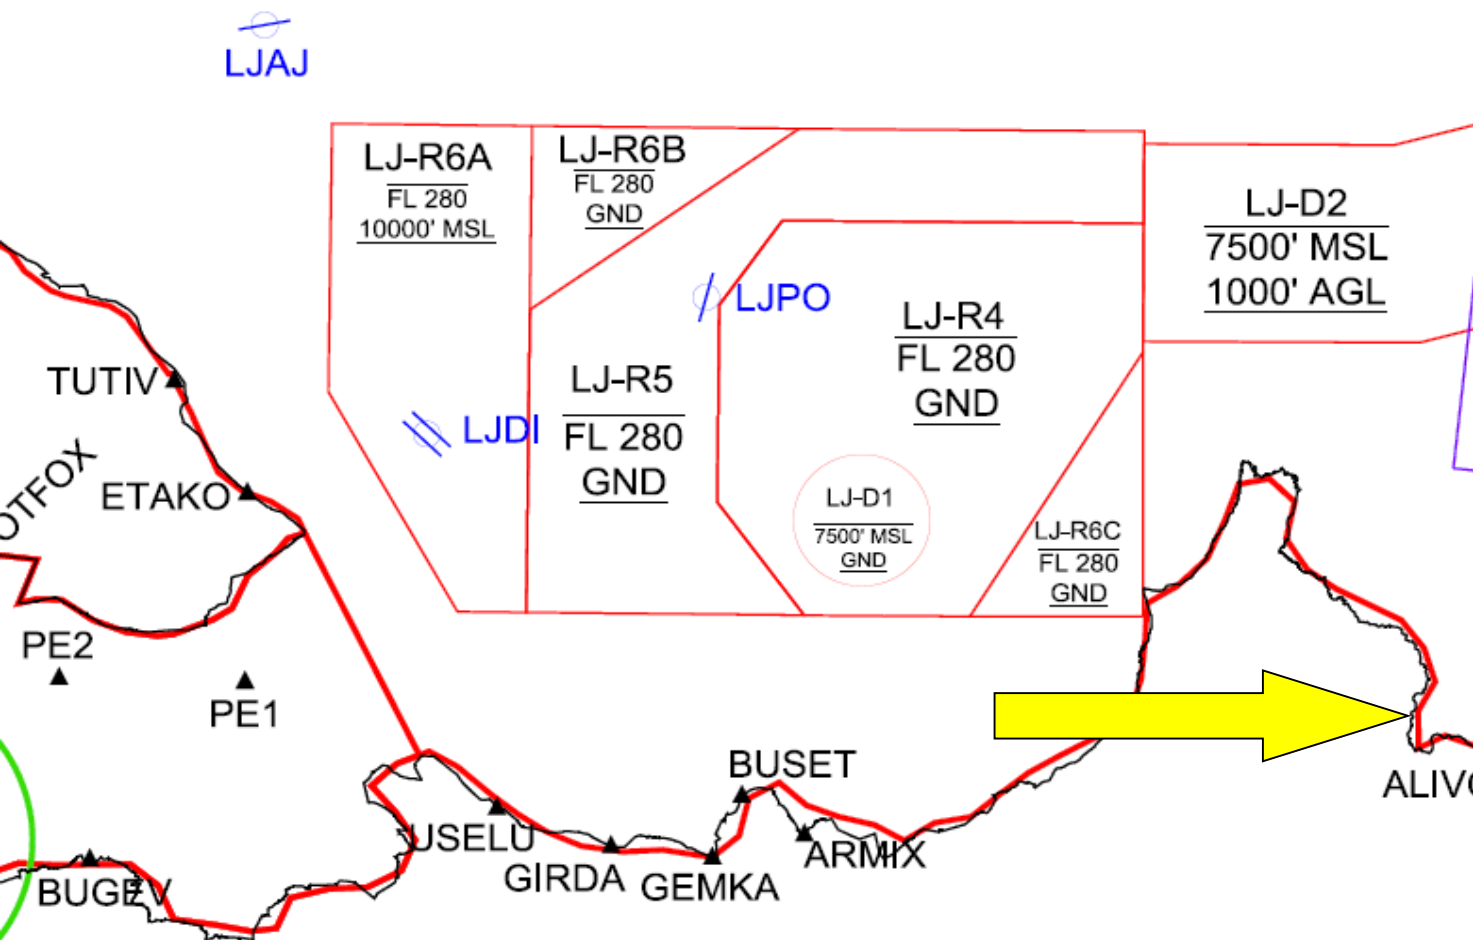 LJAJ
LJ-R6A
FL 280
10000' MSL
LJ-R6B
FL 280
GND
LJ-D2
7500' MSL
1000' AGL
LJPO
LJ-R4
FL 280
GND
LJ-R5
FL 280
GND
LJDI
TUTIV
ETAKO
OTFOX
LJ-D1
7500' MSL
GND
LJ-R6C
FL 280
GND
PE2
PE1
BUSET
ALIVO
USELU
ARMIX
GIRDA
GEMKA
BUGEV